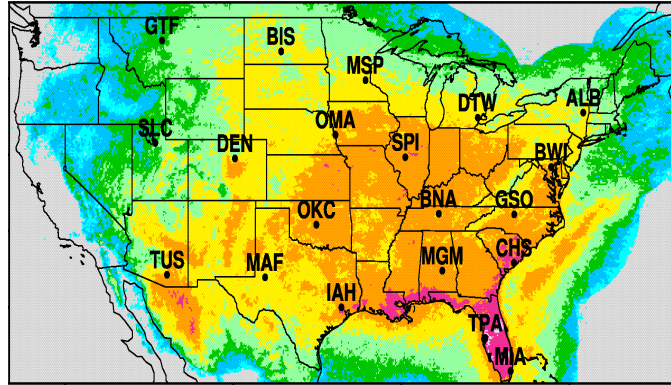 GTF
BIS
MSP
DTW
ALB
SLC
OMA
DEN
SPI
BWI
BNA
GSO
OKC
TUS
MAF
MGM
CHS
IAH
TPA
MIA